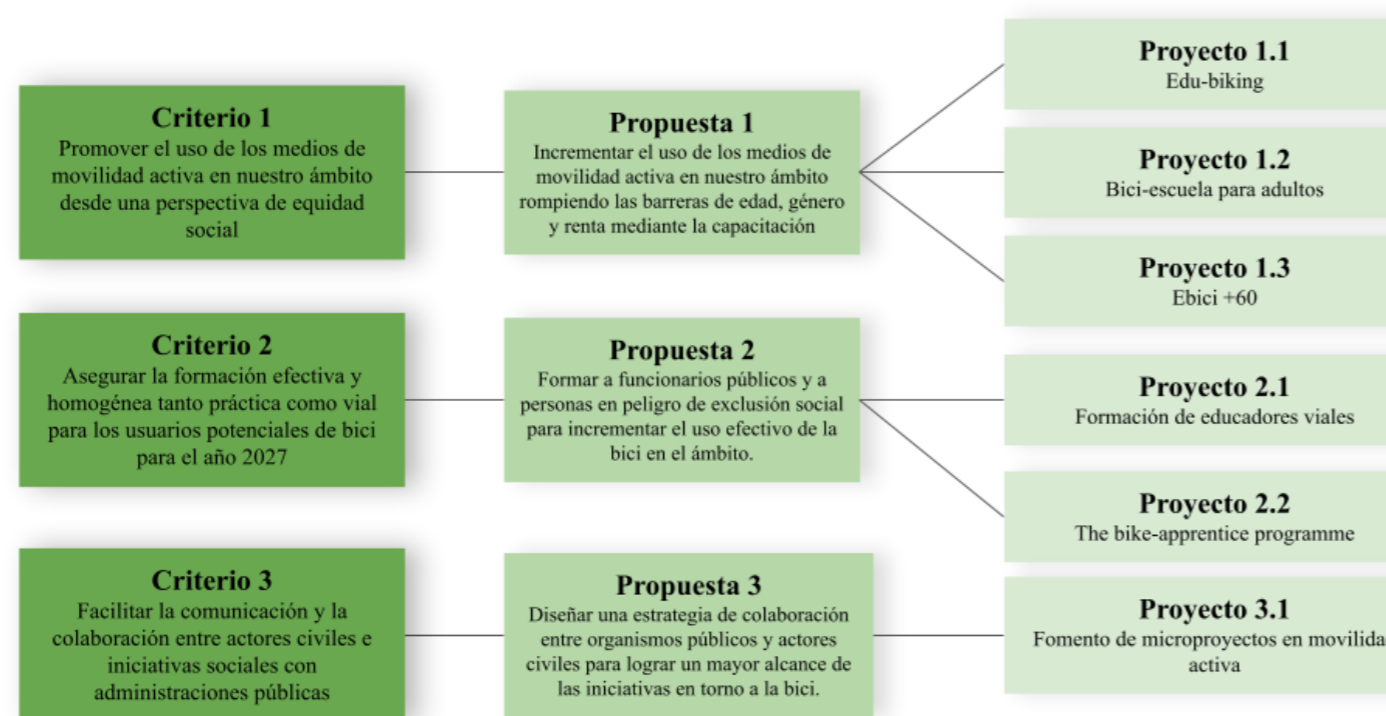 Criterio 1
Promover el uso de los medios de
movilidad activa en nuestro ámbito
desde una perspectiva de equidad
social
Propuesta 1
Incrementar el uso de los medios de
movilidad activa en nuestro ámbito
rompiendo las barreras de edad, género
y renta mediante la capacitación
Proyecto 1.1
Edu-biking
Proyecto 1.2
Bici-escuela para adultos
Proyecto 1.3
Ebici +60
Criterio 2
Asegurar la formación efectiva y
homogénea tanto práctica como vial
para los usuarios potenciales de bici
para el año 2027
Propuesta 2
Formar a funcionarios públicos y a
personas en peligro de exclusión social
para incrementar el uso efectivo de la
bici en el ámbito.
Proyecto 2.1
Formación de educadores viales
Proyecto 2.2
The bike-apprentice programme
Criterio 3
Facilitar la comunicación y la
colaboración entre actores civiles e
iniciativas sociales con
administraciones públicas
Propuesta 3
Diseñar una estrategia de colaboración
entre organismos públicos y actores
civiles para lograr un mayor alcance de
las iniciativas en torno a la bici.
Proyecto 3.1
Fomento de microproyectos en movilida
activa